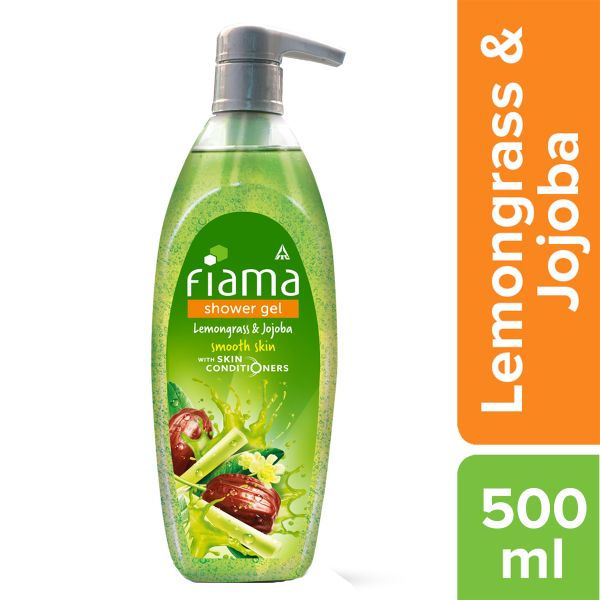 fiama
shower gel
Lemongrass & Jojoba
smooth skin
WITH SKIN
CONDITIONERS
Lemongrass &
Jojoba
500
ml